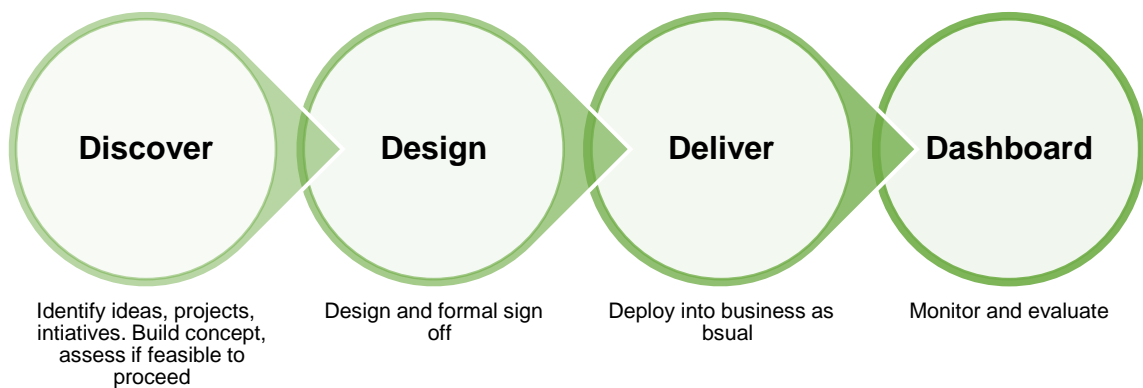 Discover
Design
Deliver
Dashboard
Identify ideas, projects,
intiatives. Build concept,
assess if feasible to
proceed
Design and formal sign
off
Deploy into business as
bsual
Monitor and evaluate